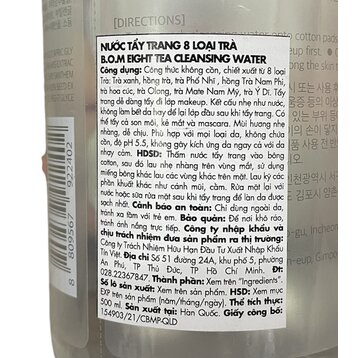 [DIRECTIONS]
NƯỚC TẨY TRANG 8 LOẠI TRÀ
B.O.M EIGHT TEA CLEANSING WATER
Công dụng: Công thức không cồn, chiết xuất từ 8 loại
Trà: Trà xanh, hồng trà, trà Phổ Nhĩ, Hồng Trà Nam Phi,
trà hoa cúc, trà Olang, trà Mate Nam Mỹ, trà Ý Dĩ. Tẩy
trang dễ dàng tẩy đi lớp makeup. Kết cấu nhẹ như nước,
không làm bết da hay để lại lớp dầu sau khi tẩy trang. Có
thể tẩy cả son môi, kẻ mắt và mascara. Mùi hương nhẹ
nhàng, dễ chịu. Phù hợp với mọi loại da, không chứa
cồn, độ pH 5.5, không gây kích ứng da ngay cả với da
nhạy cảm. HDSD: Thấm nước tẩy trang vào bông
cotton, sau đó lau nhẹ nhàng trên vùng mắt, sử dụng
miếng bông khác lau các vùng khác trên mặt. Lau kỹ các
phần khuất khác như cánh mũi, cằm. Rửa mặt lại với
nước hoặc sữa rửa mặt sau khi tẩy trang để làn da được
sạch hơn. Cảnh báo an toàn: Chỉ dùng ngoài da,
tránh xa tầm với trẻ em. Bảo quản: Để nơi khô ráo,
tránh ánh nắng trực tiếp. Công ty nhập khẩu và
chịu trách nhiệm đưa sản phẩm ra thị trường:
Công ty Trách Nhiệm Hữu Hạn Đầu Tư Xuất Nhập Khẩu
Tín Việt. Địa chỉ: Số 51 đường 24A, khu phố 5, phường
An Phú, TP Thủ Đức, TP Hồ Chí Minh. Đt:
028.22367847. Thành phần: Xem trên "Ingredients".
Số lô sản xuất: Xem trên bao bì. HSD: Xem mục
EXP trên sản phẩm (năm/tháng/ngày). Thể tích thực:
500 ml. Sản xuất tại: Hàn Quốc. Giấy công bố:
154903/21/CBMP-QLD
8 809567 922402